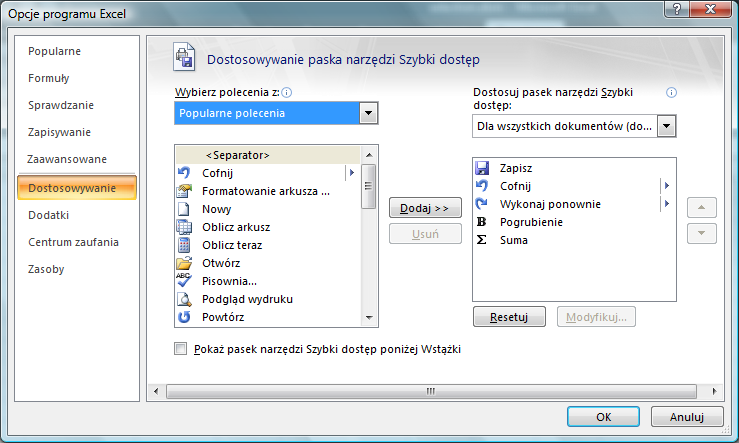 Opcje programu Excel
Popularne
Formuły
Sprawdzanie
Zapisywanie
Zaawansowane
Dostosowywanie
Dodatki
Centrum zaufania
Zasoby
Dostosowywanie paska narzędzi Szybki dostęp
Wybierz polecenia z:
Popularne polecenia
<Separator>
Cofnij
Formatowanie arkusza ...
Nowy
Oblicz arkusz
Oblicz teraz
Otwórz
Pisownia...
Podgląd wydruku
Powtórz
Dodaj >>
Usuń
Dostosuj pasek narzędzi Szybki
dostęp:
Dla wszystkich dokumentów (do...
Zapisz
Cofnij
Wykonaj ponownie
B Pogrubienie
Σ Suma
Resetuj
Modyfikuj...
Pokaż pasek narzędzi Szybki dostęp poniżej Wstążki
OK
Anuluj